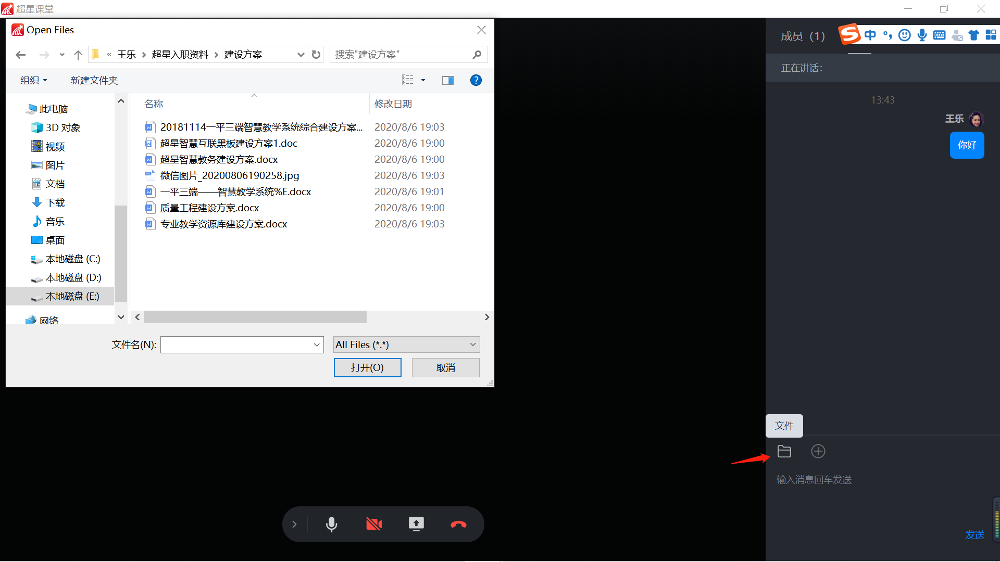 超星课堂
Open Files
« 王乐 › 超星入职资料 › 建设方案
搜索"建设方案"
组织
新建文件夹
?
此电脑
3D 对象
视频
图片
文档
下载
音乐
桌面
本地磁盘 (C:)
本地磁盘 (D:)
本地磁盘 (E:)
网络
名称 修改日期
20181114一平三端智慧教学系统综合建设方案... 2020/8/6 19:03
超星智慧互联黑板建设方案1.doc 2020/8/6 19:00
超星智慧教务建设方案.docx 2020/8/6 19:00
微信图片_20200806190258.jpg 2020/8/6 19:03
一平三端——智慧教学系统%E.docx 2020/8/6 19:01
质量工程建设方案.docx 2020/8/6 19:00
专业教学资源库建设方案.docx 2020/8/6 19:03
文件名(N):
All Files (*.*)
打开(O)
取消
成员（1）
S 中
正在讲话:
13:43
王乐
你好
文件
输入消息回车发送
发送